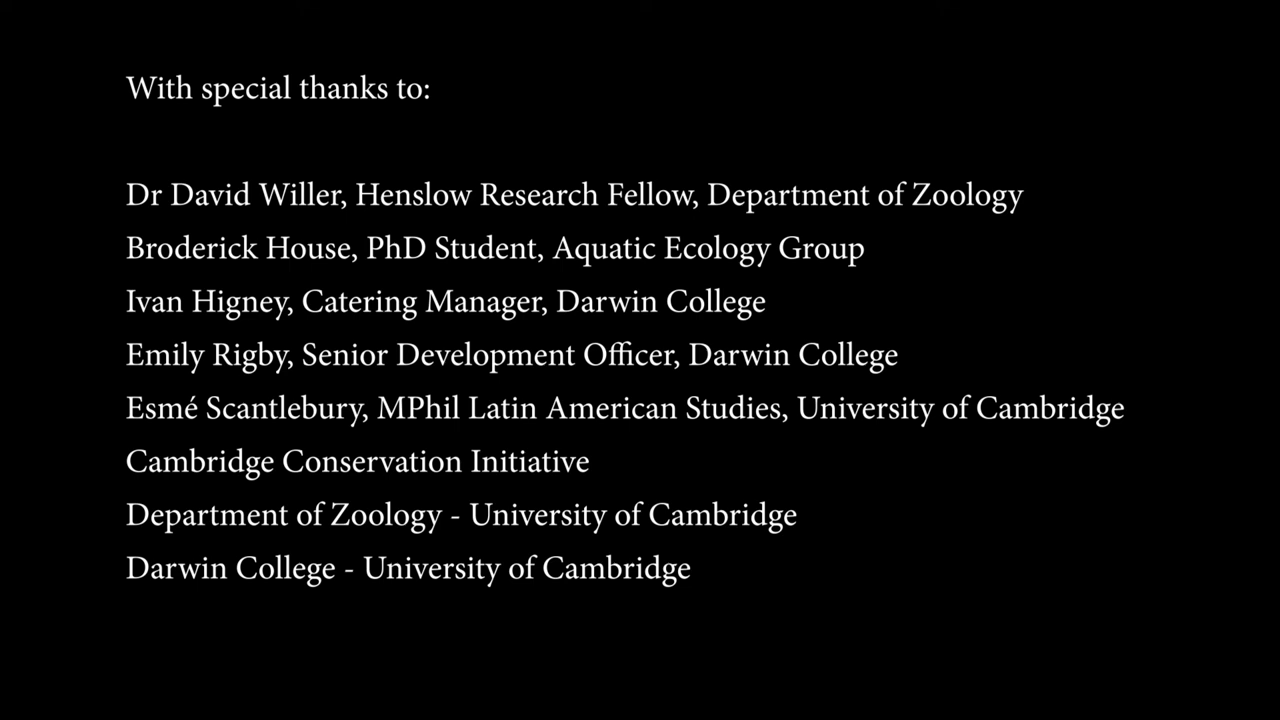 With special thanks to:
Dr David Willer, Henslow Research Fellow, Department of Zoology
Broderick House, PhD Student, Aquatic Ecology Group
Ivan Higney, Catering Manager, Darwin College
Emily Rigby, Senior Development Officer, Darwin College
Esmé Scantlebury, MPhil Latin American Studies, University of Cambridge
Cambridge Conservation Initiative
Department of Zoology - University of Cambridge
Darwin College - University of Cambridge